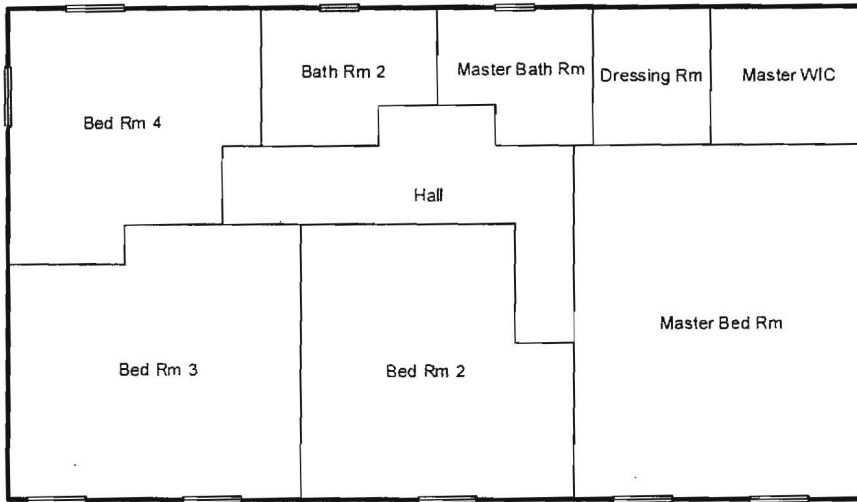 Bath Rm 2
Master Bath Rm
Dressing Rm
Master WIC
Bed Rm 4
Hall
Master Bed Rm
Bed Rm 3
Bed Rm 2